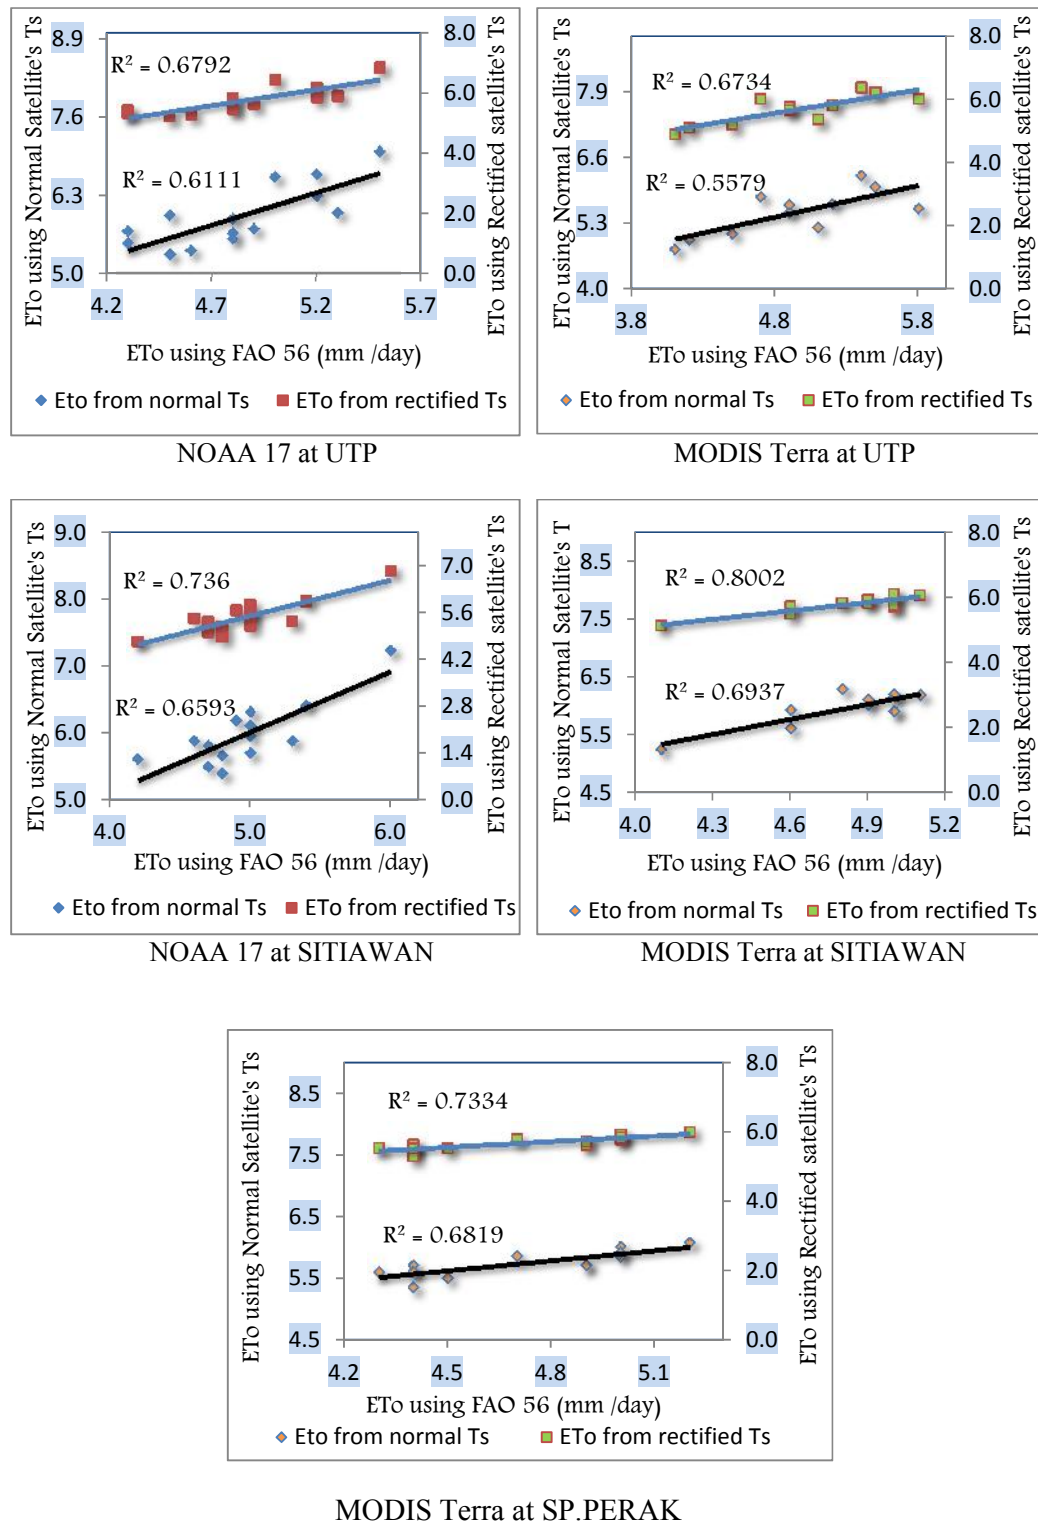 ETo using Normal Satellite's Ts
8.9
7.6
6.3
5.0
R² = 0.6792
R² = 0.6111
8.0
6.0
4.0
2.0
0.0
ETo using Rectified satellite's Ts
4.2 4.7 5.2 5.7
ETo using FAO 56 (mm /day)
Eto from normal Ts ETo from rectified Ts
NOAA 17 at UTP
ETo using Normal Satellite's Ts
7.9
6.6
5.3
4.0
R² = 0.6734
R² = 0.5579
8.0
6.0
4.0
2.0
0.0
ETo using Rectified satellite's Ts
3.8 4.8 5.8
ETo using FAO 56 (mm /day)
Eto from normal Ts ETo from rectified Ts
MODIS Terra at UTP
ETo using Normal Satellite's Ts
9.0
8.0
7.0
6.0
5.0
R² = 0.736
R² = 0.6593
7.0
5.6
4.2
2.8
1.4
0.0
ETo using Rectified satellite's Ts
4.0 5.0 6.0
ETo using FAO 56 (mm /day)
Eto from normal Ts ETo from rectified Ts
NOAA 17 at SITIAWAN
ETo using Normal Satellite's T
8.5
7.5
6.5
5.5
4.5
R² = 0.8002
R² = 0.6937
8.0
6.0
4.0
2.0
0.0
ETo using Rectified satellite's Ts
4.0 4.3 4.6 4.9 5.2
ETo using FAO 56 (mm /day)
Eto from normal Ts ETo from rectified Ts
MODIS Terra at SITIAWAN
ETo using Normal Satellite's Ts
8.5
7.5
6.5
5.5
4.5
R² = 0.7334
R² = 0.6819
8.0
6.0
4.0
2.0
0.0
ETo using Rectified satellite's Ts
4.2 4.5 4.8 5.1
ETo using FAO 56 (mm /day)
Eto from normal Ts ETo from rectified Ts
MODIS Terra at SP.PERAK